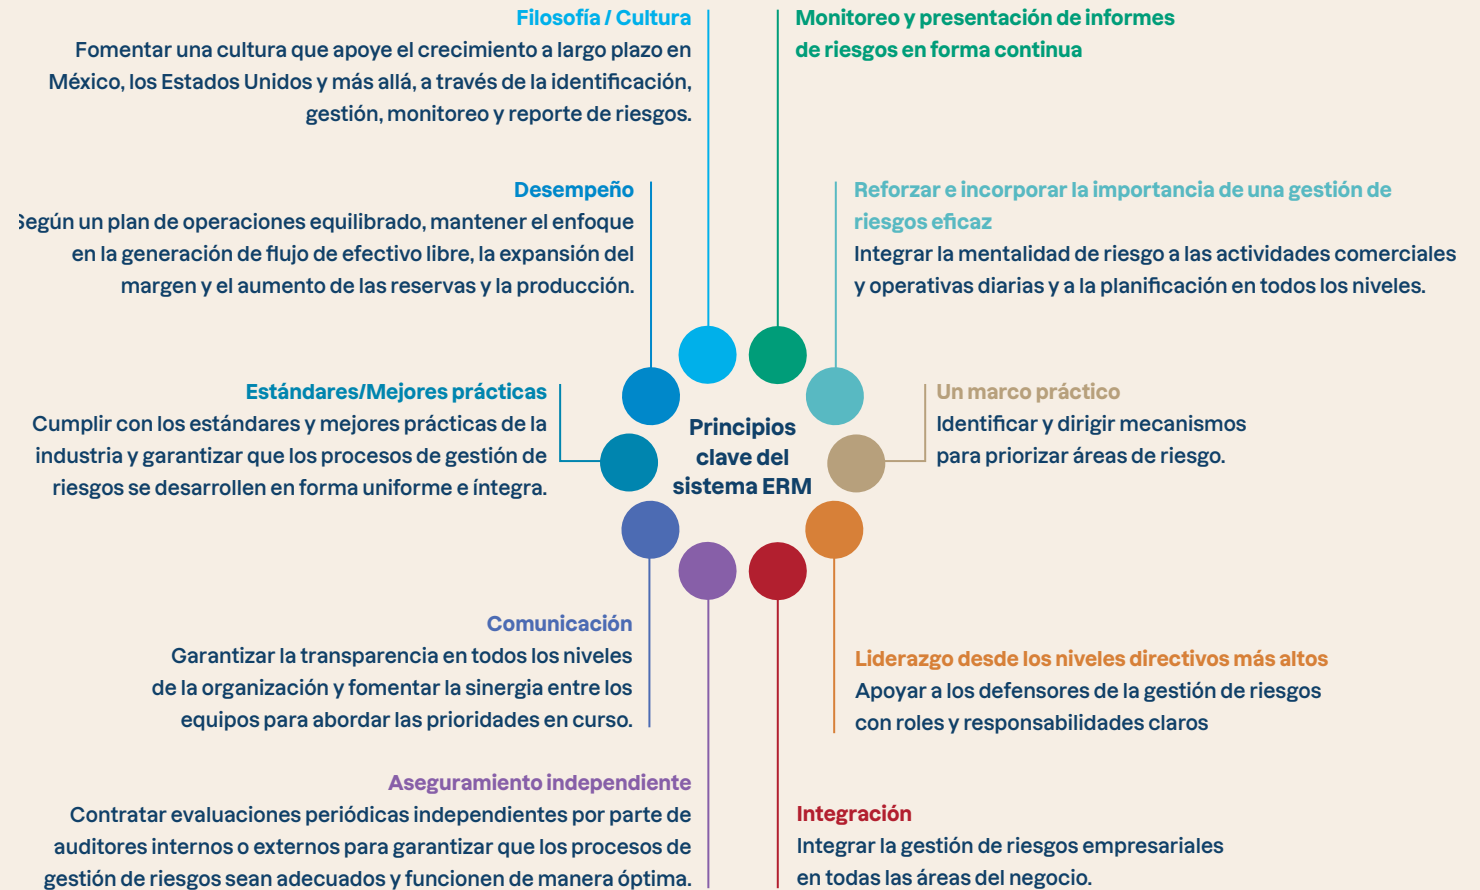 Filosofía / Cultura
Fomentar una cultura que apoye el crecimiento a largo plazo en
México, los Estados Unidos y más allá, a través de la identificación,
gestión, monitoreo y reporte de riesgos.
Monitoreo y presentación de informes
de riesgos en forma continua
Desempeño
Según un plan de operaciones equilibrado, mantener el enfoque
en la generación de flujo de efectivo libre, la expansión del
margen y el aumento de las reservas y la producción.
Reforzar e incorporar la importancia de una gestión de
riesgos eficaz
Integrar la mentalidad de riesgo a las actividades comerciales
y operativas diarias y a la planificación en todos los niveles.
Estándares/Mejores prácticas
Cumplir con los estándares y mejores prácticas de la
industria y garantizar que los procesos de gestión de
riesgos se desarrollen en forma uniforme e íntegra.
Principios
clave del
sistema ERM
Un marco práctico
Identificar y dirigir mecanismos
para priorizar áreas de riesgo.
Comunicación
Garantizar la transparencia en todos los niveles
de la organización y fomentar la sinergia entre los
equipos para abordar las prioridades en curso.
Liderazgo desde los niveles directivos más altos
Apoyar a los defensores de la gestión de riesgos
con roles y responsabilidades claros
Aseguramiento independiente
Contratar evaluaciones periódicas independientes por parte de
auditores internos o externos para garantizar que los procesos de
gestión de riesgos sean adecuados y funcionen de manera óptima.
Integración
Integrar la gestión de riesgos empresariales
en todas las áreas del negocio.